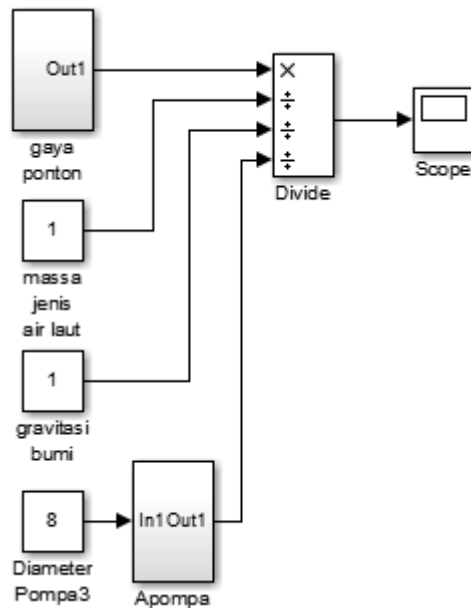 Out1
gaya
ponton
×
÷
÷
÷
Divide
Scope
1
massa
jenis
air laut
1
gravitasi
bumi
8
Diameter
Pompa3
In1 Out1
Apompa